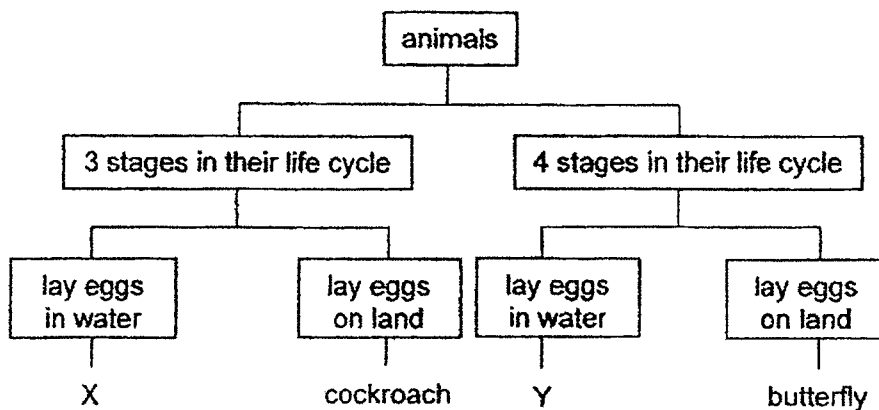 animals
3 stages in their life cycle
4 stages in their life cycle
lay eggs
in water
lay eggs
on land
lay eggs
in water
lay eggs
on land
X
cockroach
Y
butterfly